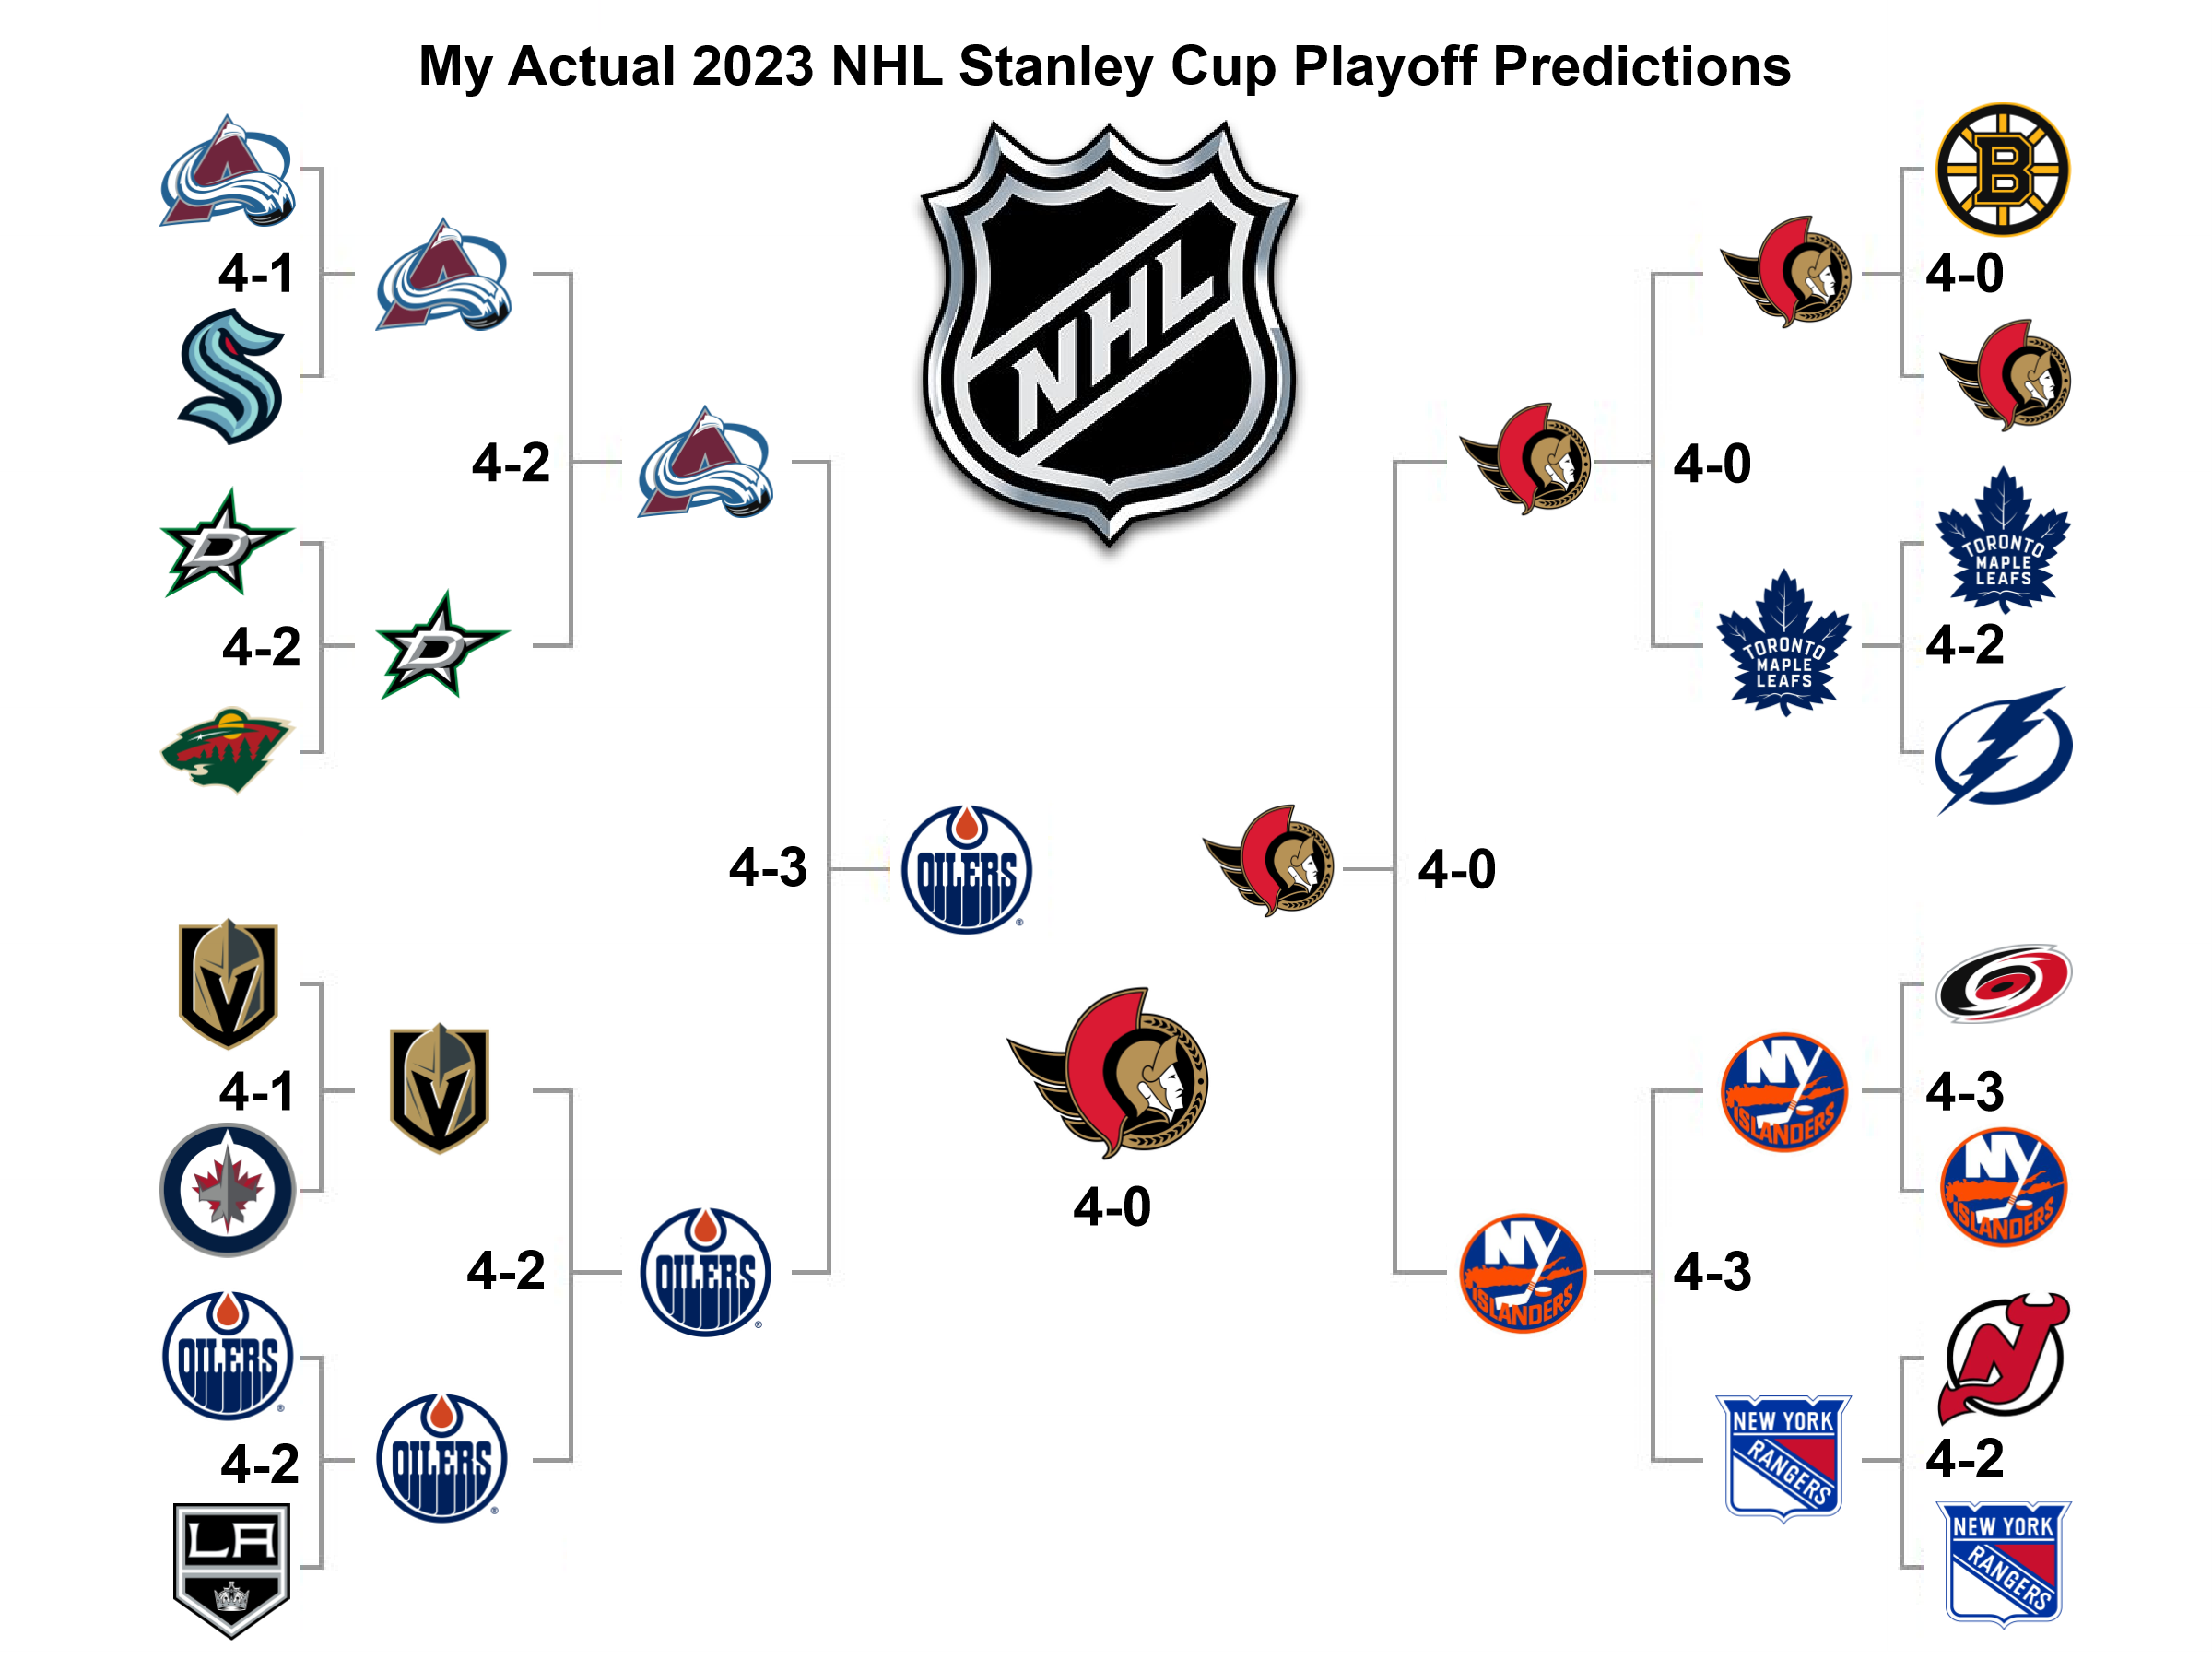 My Actual 2023 NHL Stanley Cup Playoff Predictions
NHL
4-1
4-2
4-2
4-3
OILERS
®
4-1
4-2
OILERS
®
OILERS
®
4-2
OILERS
®
LA
4-0
B
4-0
4-0
TORONTO
MAPLE
LEAFS
TORONTO
MAPLE
LEAFS
4-2
4-0
NY
ISLANDERS
4-3
NY
ISLANDERS
NY
ISLANDERS
4-3
NEW YORK
RANGERS
4-2
NEW YORK
RANGERS